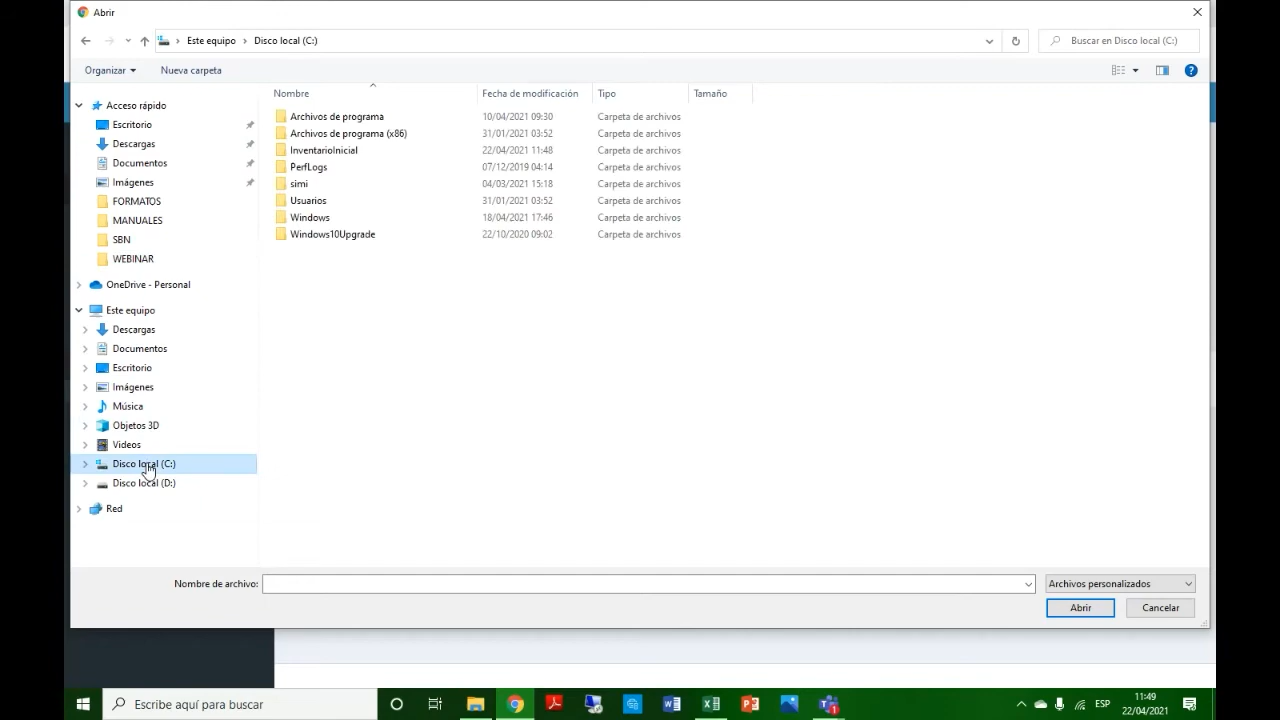 Abrir
Este equipo > Disco local (C:)
Buscar en Disco local (C:)
Organizar
Nueva carpeta
Nombre Fecha de modificación Tipo Tamaño
Archivos de programa 10/04/2021 09:30 Carpeta de archivos
Archivos de programa (x86) 31/01/2021 03:52 Carpeta de archivos
InventarioInicial 22/04/2021 11:48 Carpeta de archivos
PerfLogs 07/12/2019 04:14 Carpeta de archivos
simi 04/03/2021 15:18 Carpeta de archivos
Usuarios 31/01/2021 03:52 Carpeta de archivos
Windows 18/04/2021 17:46 Carpeta de archivos
Windows10Upgrade 22/10/2020 09:02 Carpeta de archivos
Acceso rápido
Escritorio
Descargas
Documentos
Imágenes
FORMATOS
MANUALES
SBN
WEBINAR
OneDrive - Personal
Este equipo
Descargas
Documentos
Escritorio
Imágenes
Música
Objetos 3D
Videos
Disco local (C:)
Disco local (D:)
Red
Nombre de archivo:
Archivos personalizados
Abrir
Cancelar
Escribe aquí para buscar
ESP
11:49
22/04/2021